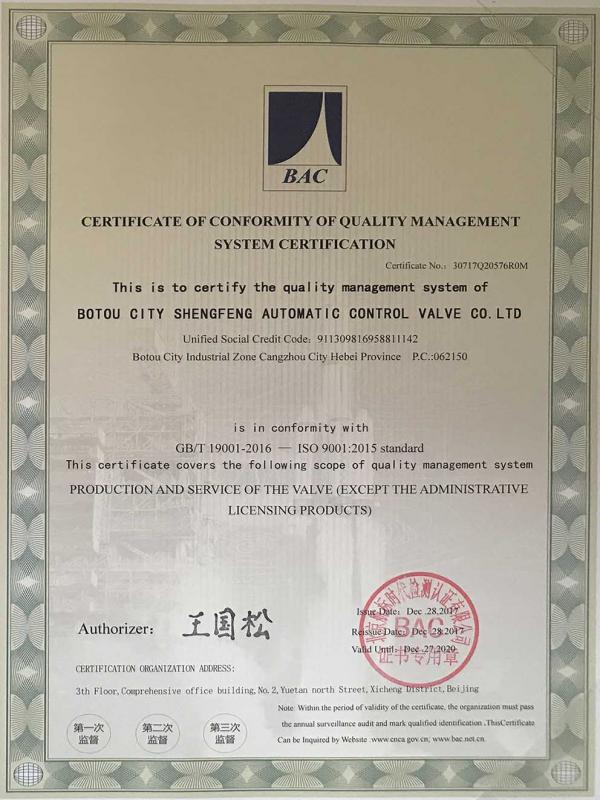 BAC
CERTIFICATE OF CONFORMITY OF QUALITY MANAGEMENT
SYSTEM CERTIFICATION
Certificate No.: 30717Q20576R0M
This is to certify the quality management system of
BOTOU CITY SHENGFENG AUTOMATIC CONTROL VALVE CO.LTD
Unified Social Credit Code: 911309816958811142
Botou City Industrial Zone Cangzhou City Hebei Province P.C.:062150
is in conformity with
GB/T 19001-2016 — ISO 9001:2015 standard
This certificate covers the following scope of quality management system
PRODUCTION AND SERVICE OF THE VALVE (EXCEPT THE ADMINISTRATIVE
LICENSING PRODUCTS)
Authorizer: 王国松
Issue Date: Dec .28,2017
Reissue Date: Dec .28,2017
Valid Until: Dec .27,2020
BAC
证书专用章
CERTIFICATION ORGANIZATION ADDRESS:
3th Floor, Comprehensive office building, No. 2, Yuetan north Street, Xicheng District, Beijing
Note: Within the period of validity of the certificate, the organization must pass
the annual surveillance audit and mark qualified identification .ThisCertificate
Can be Inquired by Website :www.cnca.gov.cn; www.bac.net.cn.
第一次
监督
第二次
监督
第三次
监督